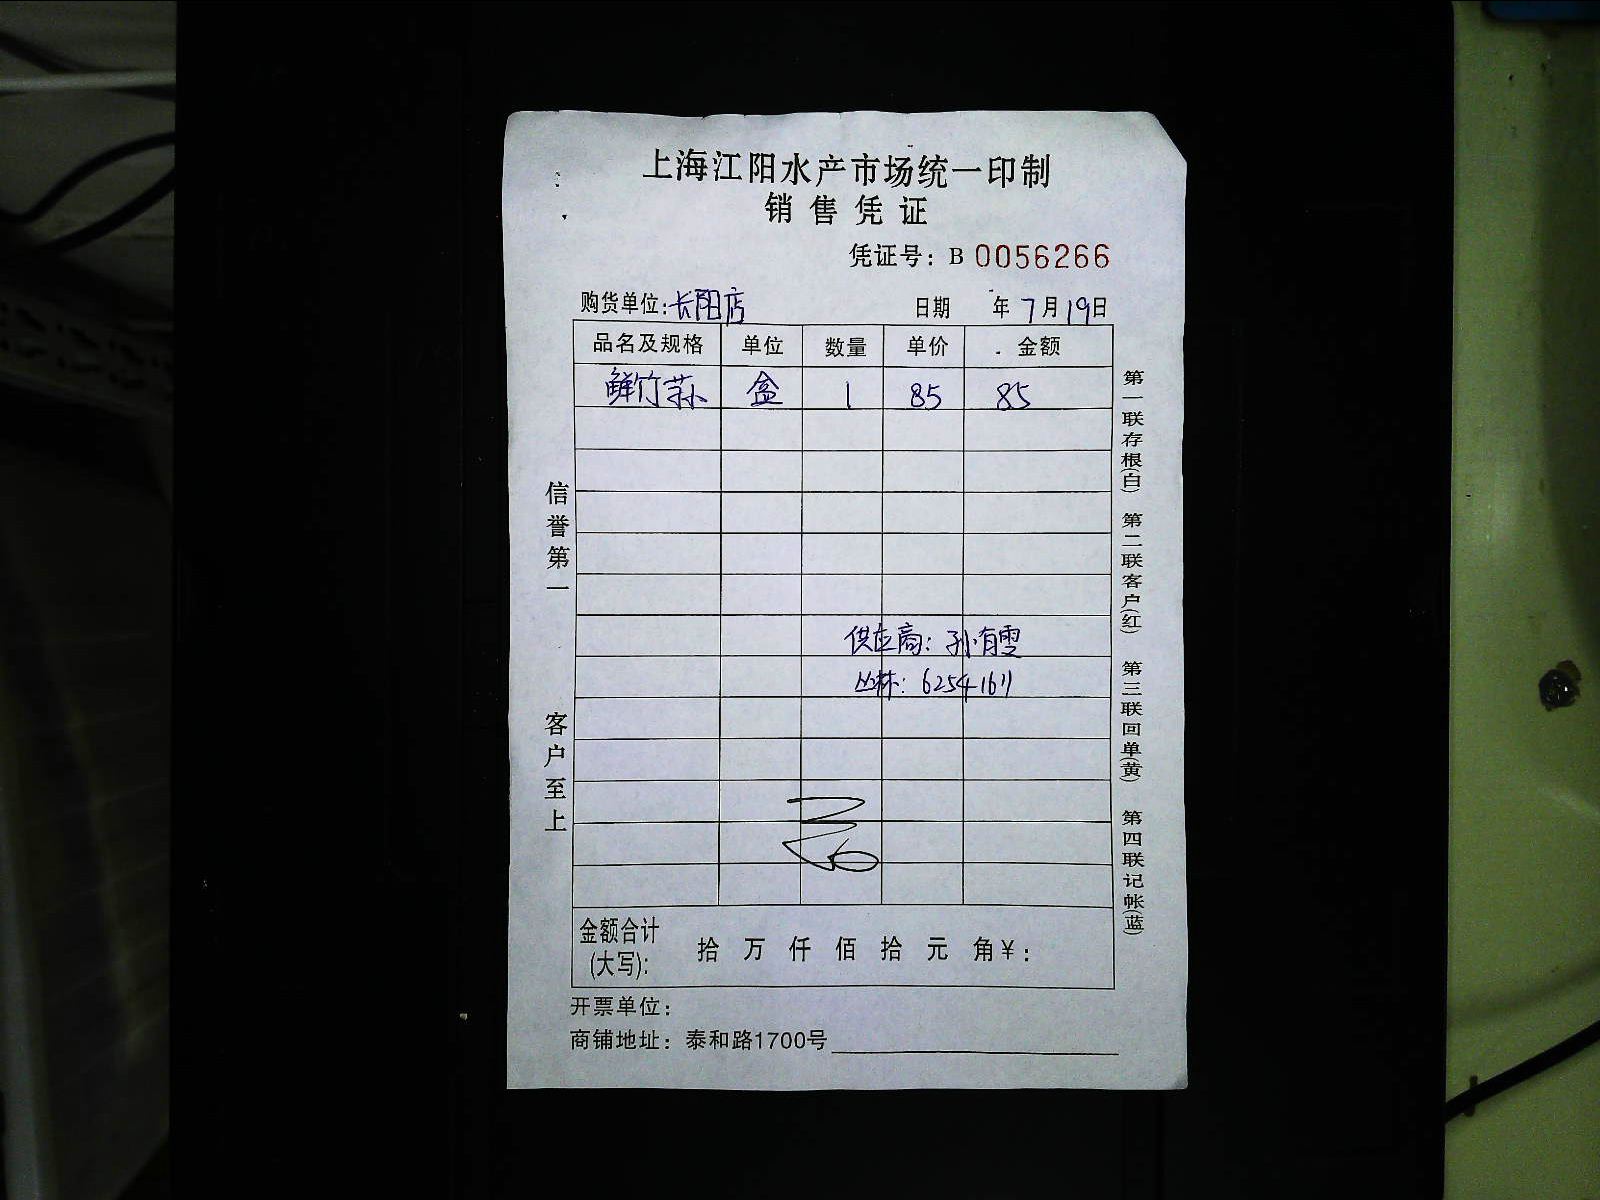 上海江阳水产市场统一印制
销售凭证
凭证号：B 0056266
购货单位:长阳店 日期 年7月19日
品名及规格 单位 数量 单价 金额
鲜竹荪 盒 1 85 85
供应商：孙有雪
丛林：62541611
金额合计(大写): 拾 万 仟 佰 拾 元 角￥：
开票单位：
商铺地址：泰和路1700号
信誉第一
客户至上
第一联存根(白) 第二联客户(红) 第三联回单(黄) 第四联记帐(蓝)